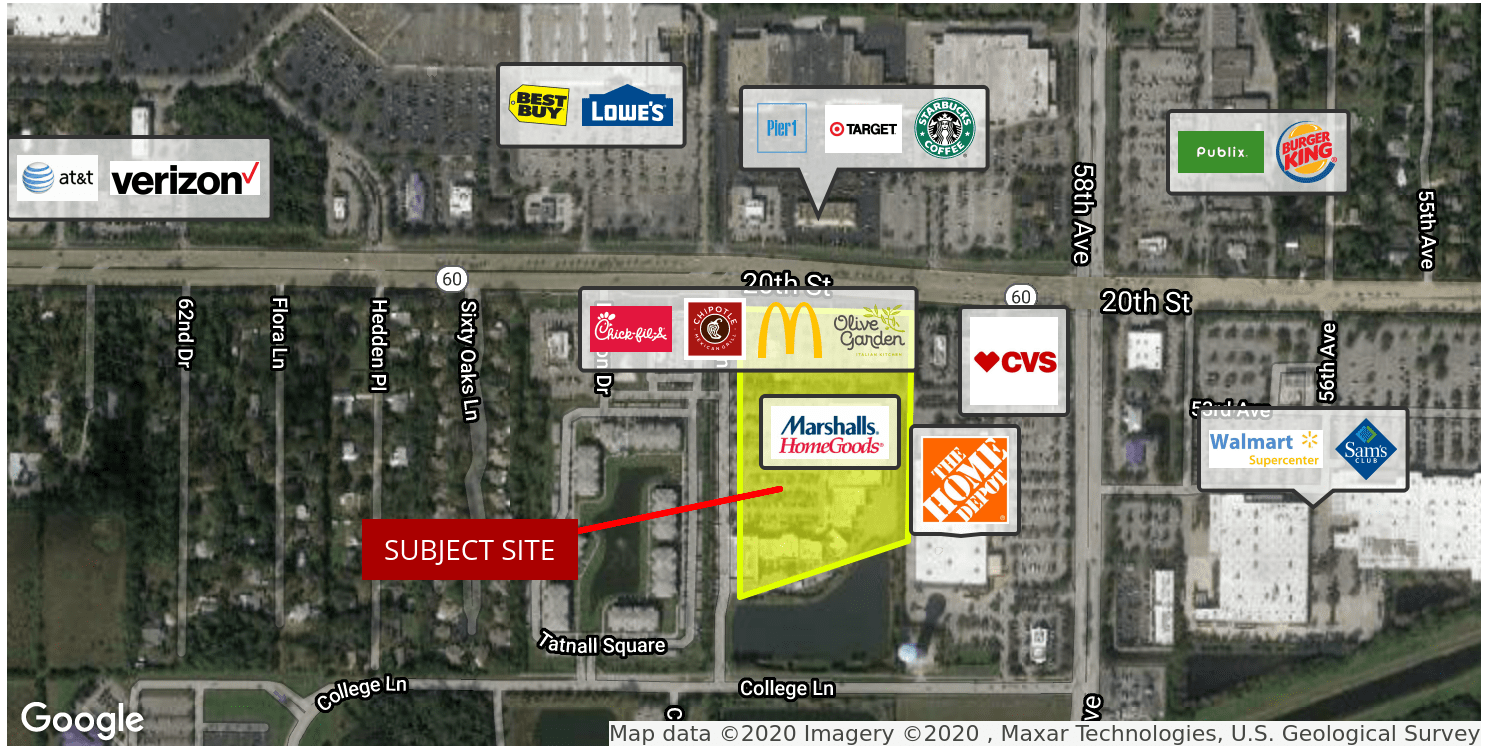 BEST
BUY
LOWE'S
Pier1
TARGET
STARBUCKS
COFFEE
Publix.
BURGER
KING
at&t
verizon
58th Ave
55th Ave
60
20th St
60
20th St
62nd Dr
Flora Ln
Hedden Pl
Sixty Oaks Ln
Dr
Chick-fil-A
CHIPOTLE
MEXICAN GRILL
Olive
Garden
ITALIAN KITCHEN
CVS
56th Ave
53rd Ave
Marshalls.
HomeGoods
THE
HOME
DEPOT
Walmart
Supercenter
Sam's
CLUB
SUBJECT SITE
Tatnall Square
College Ln
College Ln
Google
Map data ©2020 Imagery ©2020 , Maxar Technologies, U.S. Geological Survey